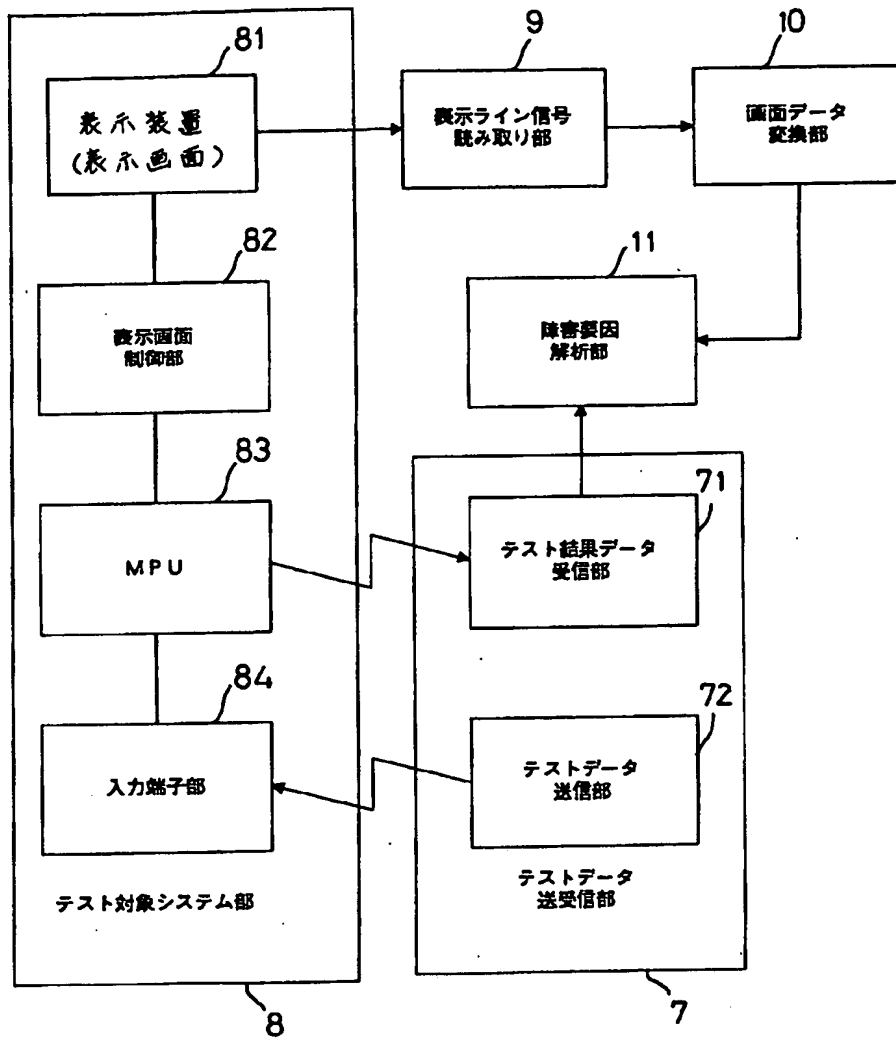 81
表示装置
(表示画面)
9
表示ライン信号
読み取り部
10
画面データ
変換部
82
表示画面
制御部
11
障害要因
解析部
83
MPU
71
テスト結果データ
受信部
84
入力端子部
72
テストデータ
送信部
テスト対象システム部
テストデータ
送受信部
8
7